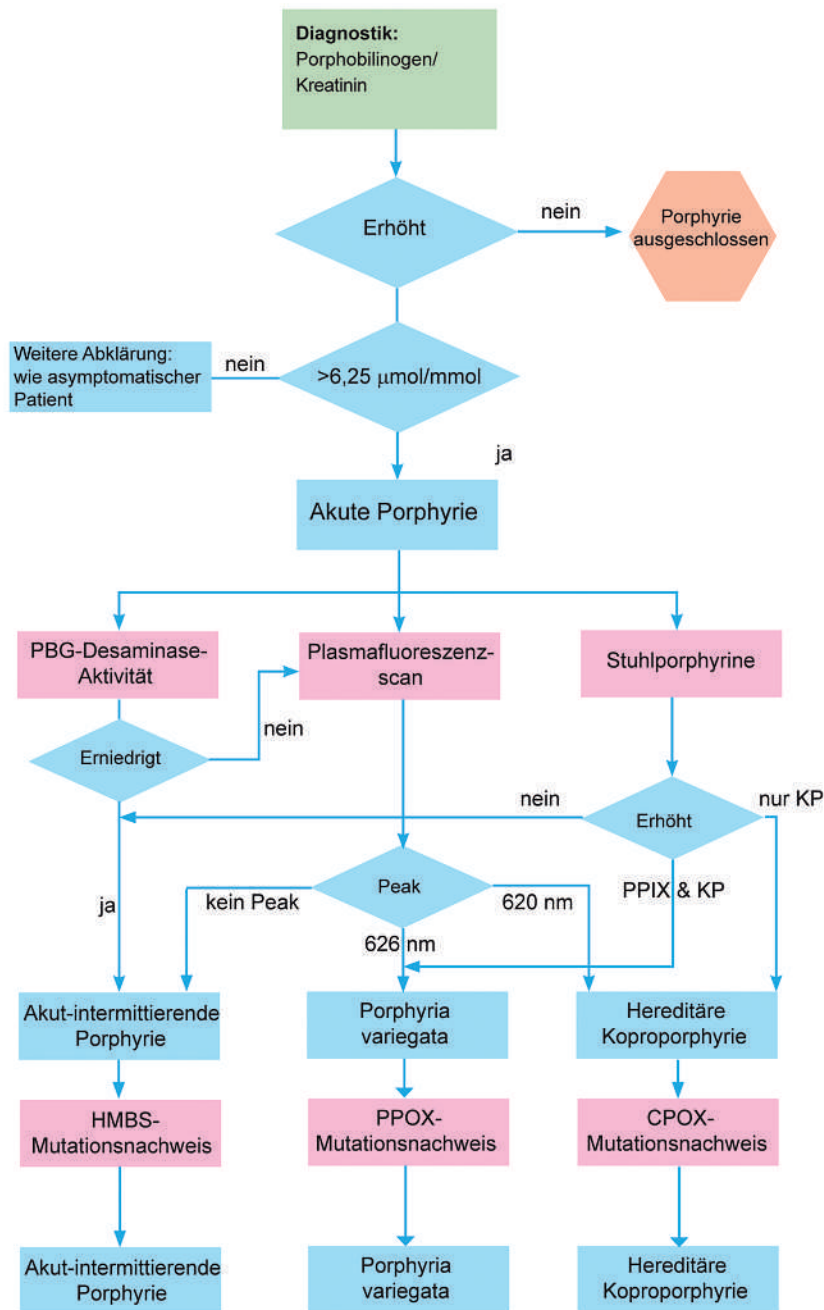 Diagnostik:
Porphobilinogen/
Kreatinin
Erhöht
nein
Porphyrie
ausgeschlossen
Weitere Abklärung:
wie asymptomatischer
Patient
nein
>6,25 µmol/mmol
ja
Akute Porphyrie
PBG-Desaminase-
Aktivität
Plasmafluoreszenz-
scan
Stuhlporphyrine
nein
Erniedrigt
nein
nur KP
Erhöht
ja
kein Peak
Peak
620 nm
PPIX & KP
626 nm
Akut-intermittierende
Porphyrie
Porphyria
variegata
Hereditäre
Koproporphyrie
HMBS-
Mutationsnachweis
PPOX-
Mutationsnachweis
CPOX-
Mutationsnachweis
Akut-intermittierende
Porphyrie
Porphyria
variegata
Hereditäre
Koproporphyrie